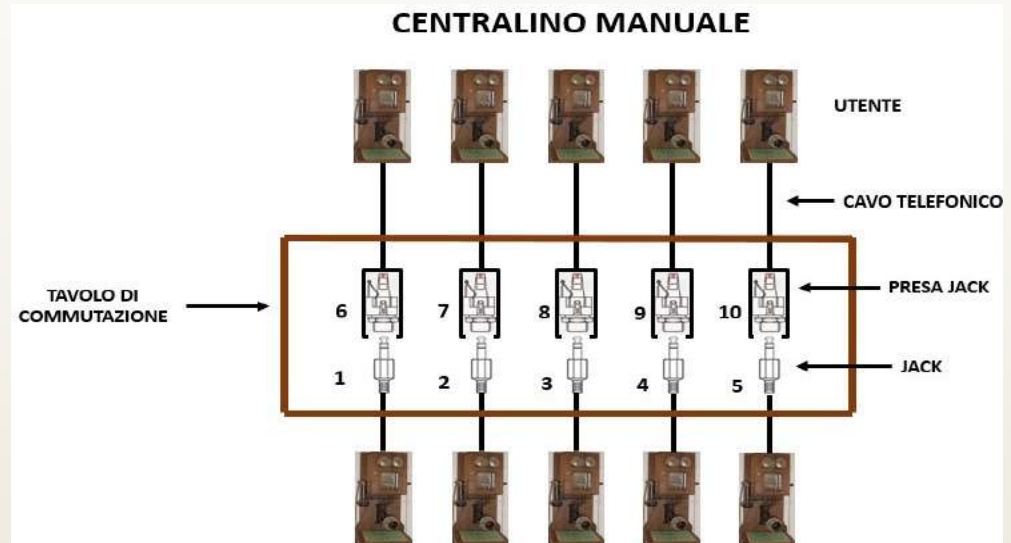 CENTRALINO MANUALE
UTENTE
CAVO TELEFONICO
TAVOLO DI
COMMUTAZIONE
PRESA JACK
6 7 8 9 10
JACK
1 2 3 4 5